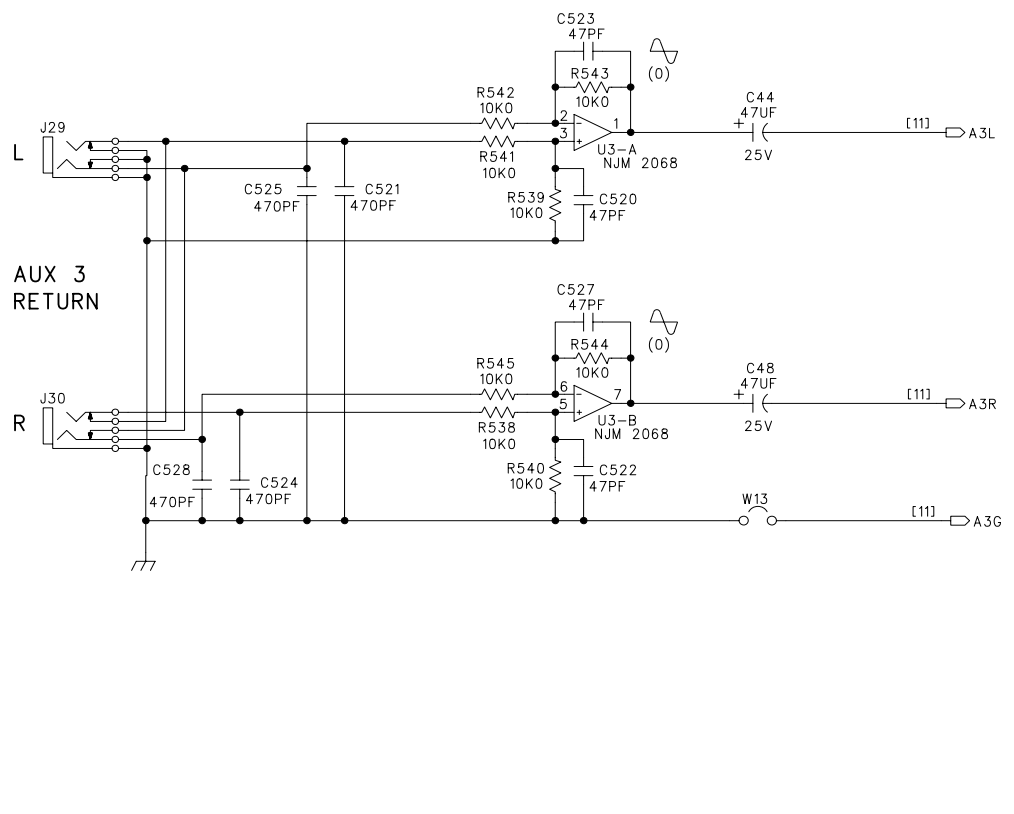 C523
47PF
(0)
R543
10K0
R542
10K0
C44
47UF
+
[11]
A3L
J29
2
-
1
L
3
+
U3-A
NJM 2068
25V
R541
10K0
C525
470PF
C521
470PF
R539
10K0
C520
47PF
AUX 3
RETURN
C527
47PF
(0)
R544
10K0
R545
10K0
C48
47UF
+
[11]
A3R
J30
6
-
7
R
5
+
U3-B
NJM 2068
25V
R538
10K0
C528
470PF
C524
470PF
R540
10K0
C522
47PF
W13
[11]
A3G